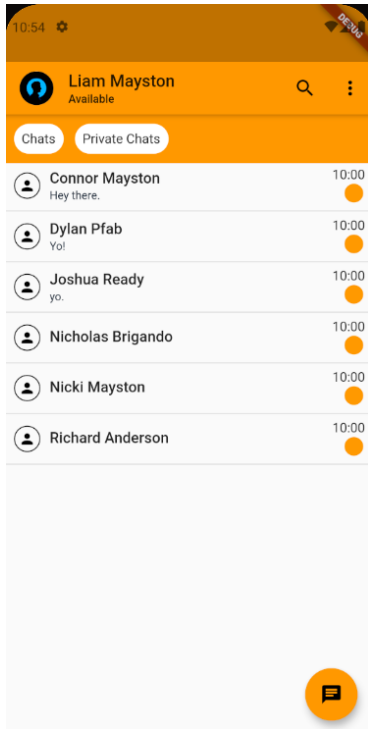 10:54
DEBUG
Liam Mayston
Available
Chats Private Chats
Connor Mayston 10:00
Hey there.
Dylan Pfab 10:00
Yo!
Joshua Ready 10:00
yo.
Nicholas Brigando 10:00
Nicki Mayston 10:00
Richard Anderson 10:00